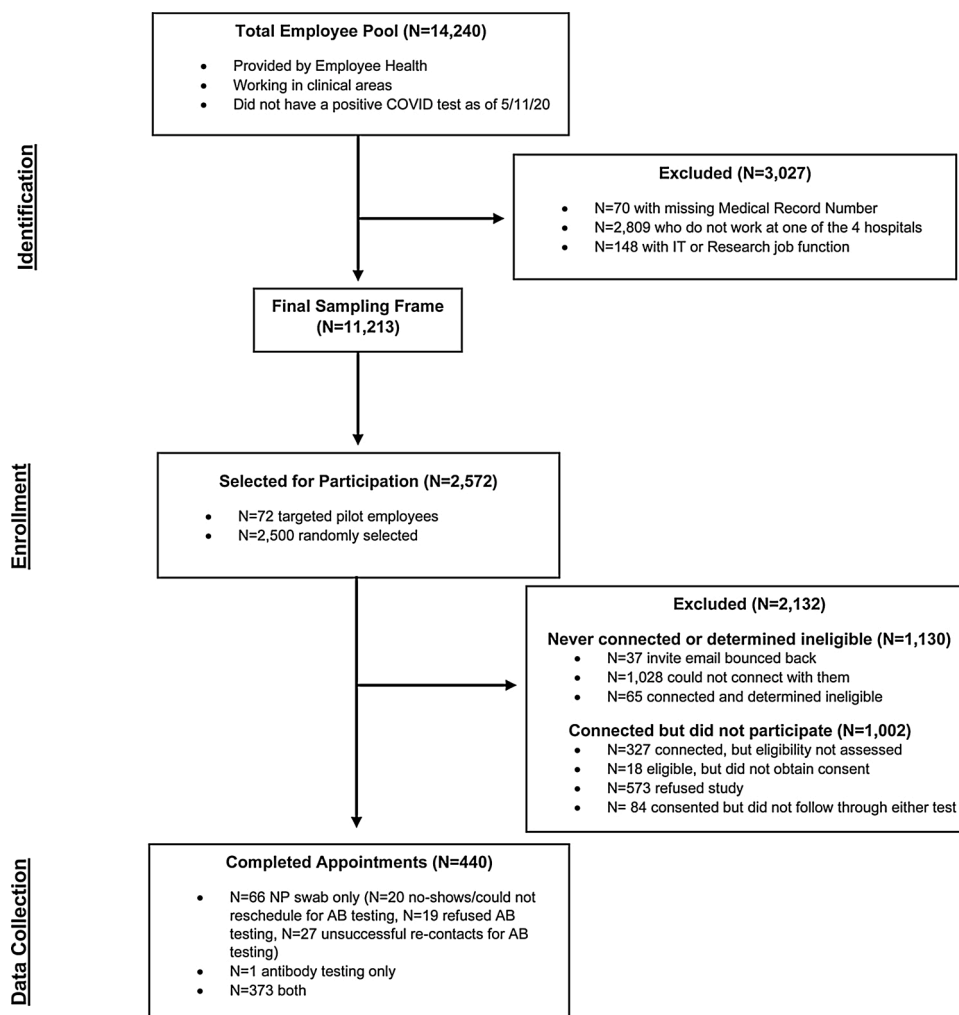 Total Employee Pool (N=14,240)
• Provided by Employee Health
• Working in clinical areas
• Did not have a positive COVID test as of 5/11/20
Identification
Excluded (N=3,027)
• N=70 with missing Medical Record Number
• N=2,809 who do not work at one of the 4 hospitals
• N=148 with IT or Research job function
Final Sampling Frame
(N=11,213)
Enrollment
Selected for Participation (N=2,572)
• N=72 targeted pilot employees
• N=2,500 randomly selected
Excluded (N=2,132)
Never connected or determined ineligible (N=1,130)
• N=37 invite email bounced back
• N=1,028 could not connect with them
• N=65 connected and determined ineligible
Connected but did not participate (N=1,002)
• N=327 connected, but eligibility not assessed
• N=18 eligible, but did not obtain consent
• N=573 refused study
• N= 84 consented but did not follow through either test
Data Collection
Completed Appointments (N=440)
• N=66 NP swab only (N=20 no-shows/could not
reschedule for AB testing, N=19 refused AB
testing, N=27 unsuccessful re-contacts for AB
testing)
• N=1 antibody testing only
• N=373 both